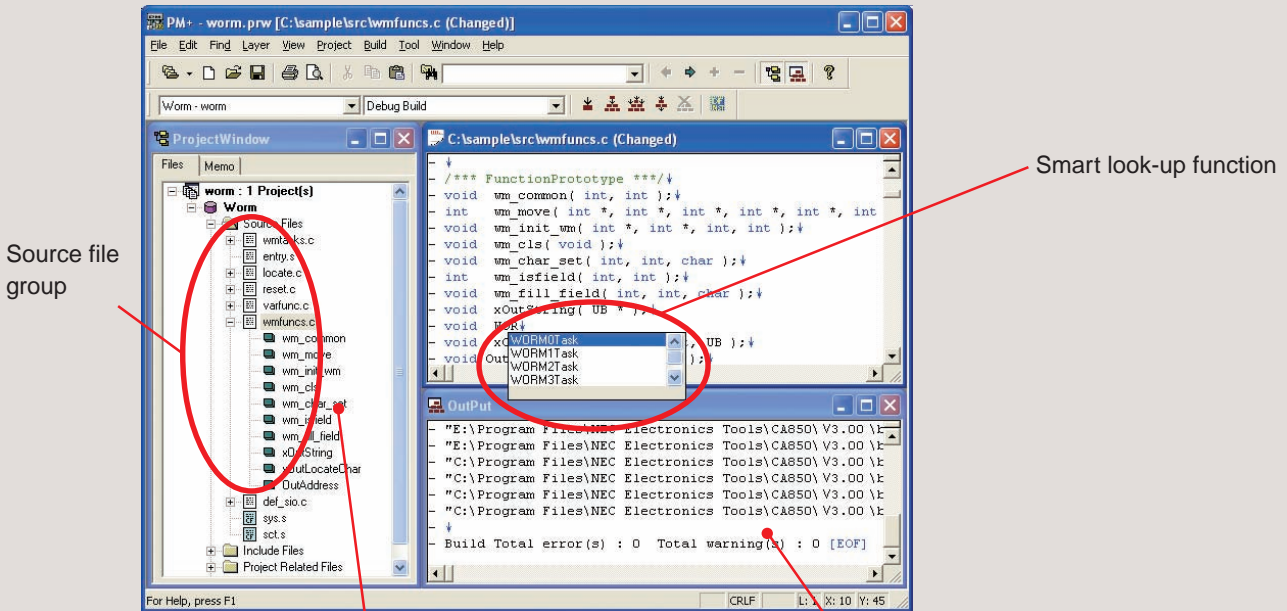 PM+ - worm.prw [C:\sample\src\wmfuncs.c (Changed)]
File Edit Find Layer View Project Build Tool Window Help
Worm - worm
Debug Build
ProjectWindow
Files Memo
worm : 1 Project(s)
Worm
Source Files
wmtasks.c
entry.s
locate.c
reset.c
varfunc.c
wmfuncs.c
wm_common
wm_move
wm_init_wm
wm_cls
wm_char_set
wm_isfield
wm_fill_field
xOutString
xOutLocateChar
OutAddress
def_sio.c
sys.s
sct.s
Include Files
Project Related Files
C:\sample\src\wmfuncs.c (Changed)
/*** FunctionPrototype ***/↓
void wm_common( int, int );↓
int wm_move( int *, int *, int *, int *, int *, int
void wm_init_wm( int *, int *, int, int );↓
void wm_cls( void );↓
void wm_char_set( int, int, char );↓
int wm_isfield( int, int );↓
void wm_fill_field( int, int, char );↓
void xOutString( UB * );↓
void WOR↓
void xO , UB );↓
void Out );↓
WORM0Task
WORM1Task
WORM2Task
WORM3Task
OutPut
"E:\Program Files\NEC Electronics Tools\CA850\V3.00\b
"E:\Program Files\NEC Electronics Tools\CA850\V3.00\b
"C:\Program Files\NEC Electronics Tools\CA850\V3.00\b
"C:\Program Files\NEC Electronics Tools\CA850\V3.00\b
"C:\Program Files\NEC Electronics Tools\CA850\V3.00\b
↓
Build Total error(s) : 0 Total warning(s) : 0 [EOF]
For Help, press F1
CRLF
L: 1 X: 10 Y: 45
Source file
group
Smart look-up function